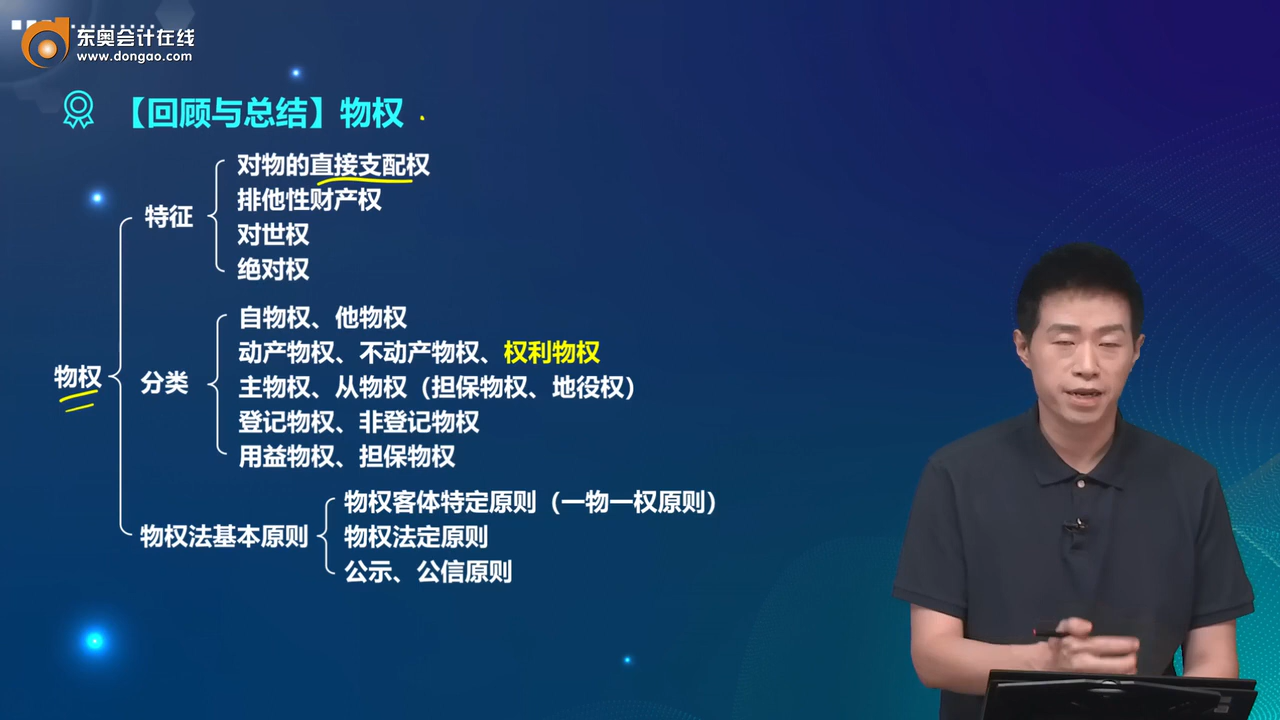 东奥会计在线
www.dongao.com
【回顾与总结】物权
对物的直接支配权
排他性财产权
特征
对世权
绝对权
自物权、他物权
动产物权、不动产物权、权利物权
物权
分类
主物权、从物权（担保物权、地役权）
登记物权、非登记物权
用益物权、担保物权
物权客体特定原则（一物一权原则）
物权法基本原则
物权法定原则
公示、公信原则